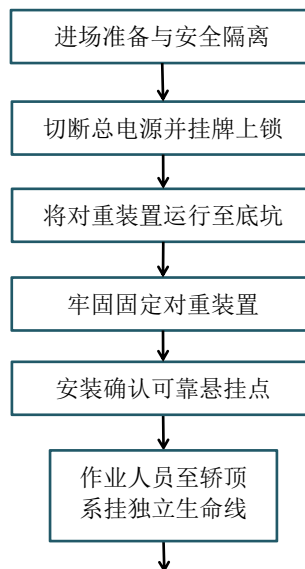 进场准备与安全隔离
切断总电源并挂牌上锁
将对重装置运行至底坑
牢固固定对重装置
安装确认可靠悬挂点
作业人员至轿顶
系挂独立生命线